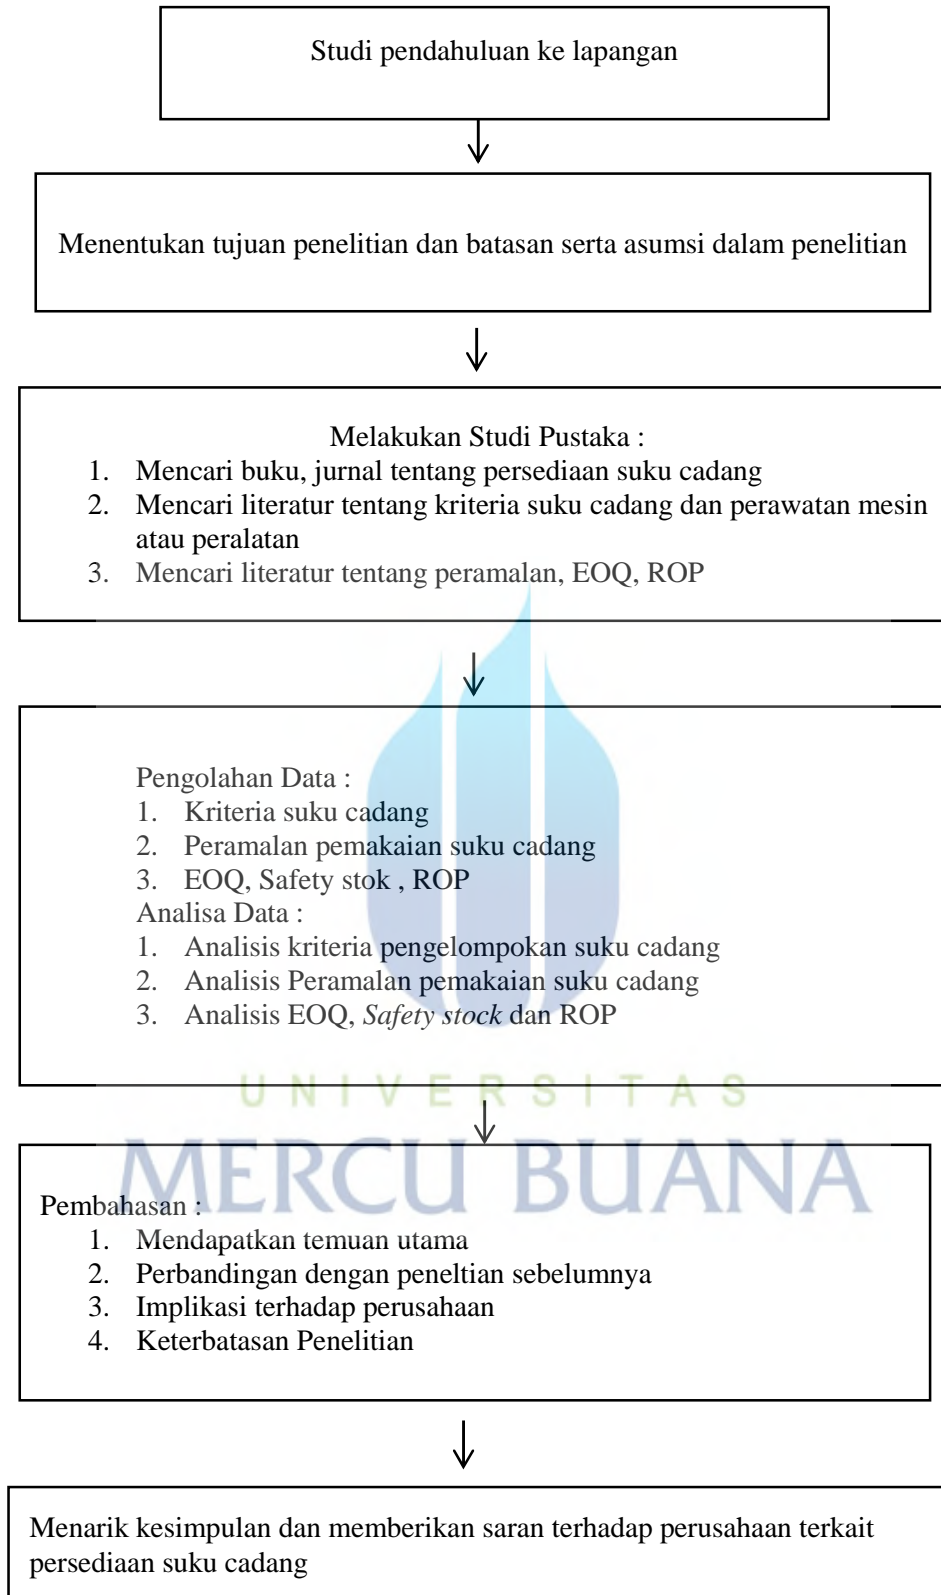 Studi pendahuluan ke lapangan
Menentukan tujuan penelitian dan batasan serta asumsi dalam penelitian
Melakukan Studi Pustaka :
1. Mencari buku, jurnal tentang persediaan suku cadang
2. Mencari literatur tentang kriteria suku cadang dan perawatan mesin
atau peralatan
3. Mencari literatur tentang peramalan, EOQ, ROP
Pengolahan Data :
1. Kriteria suku cadang
2. Peramalan pemakaian suku cadang
3. EOQ, Safety stok , ROP
Analisa Data :
1. Analisis kriteria pengelompokan suku cadang
2. Analisis Peramalan pemakaian suku cadang
3. Analisis EOQ, Safety stock dan ROP
UNIVERSITAS
MERCU BUANA
Pembahasan :
1. Mendapatkan temuan utama
2. Perbandingan dengan peneltian sebelumnya
3. Implikasi terhadap perusahaan
4. Keterbatasan Penelitian
Menarik kesimpulan dan memberikan saran terhadap perusahaan terkait
persediaan suku cadang